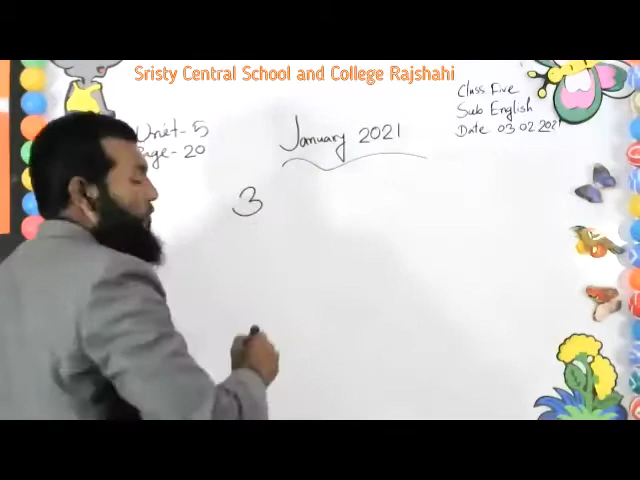 Sristy Central School and College Rajshahi
Class Five
Sub English
Date 03.02.2021
Unit-5
Page-20
January 2021
3